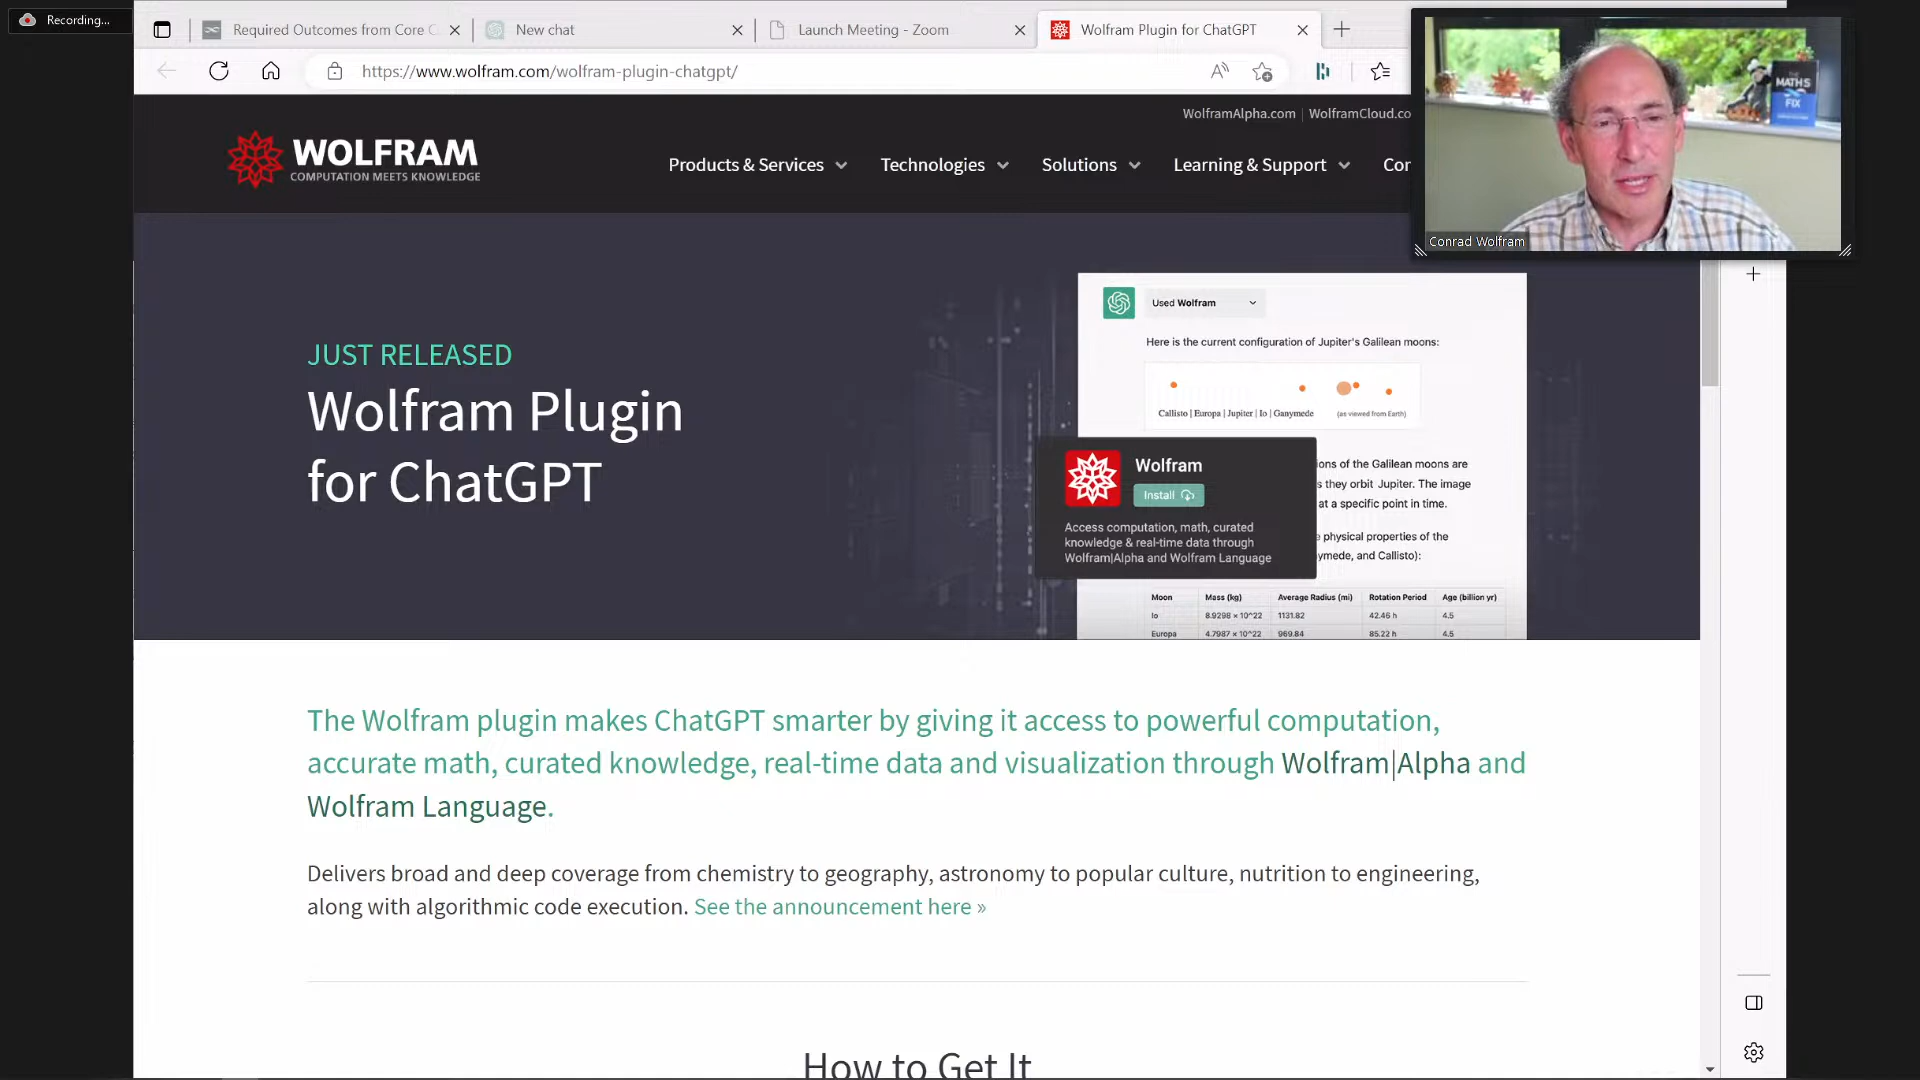 Recording...
Required Outcomes from Core C
New chat
Launch Meeting - Zoom
Wolfram Plugin for ChatGPT
https://www.wolfram.com/wolfram-plugin-chatgpt/
WolframAlpha.com | WolframCloud.co
WOLFRAM
COMPUTATION MEETS KNOWLEDGE
Products & Services
Technologies
Solutions
Learning & Support
Con
THE
MATHS
FIX
Conrad Wolfram
JUST RELEASED
Wolfram Plugin
for ChatGPT
Used Wolfram
Here is the current configuration of Jupiter's Galilean moons:
Callisto | Europa | Jupiter | Io | Ganymede
(as viewed from Earth)
ions of the Galilean moons are
s they orbit Jupiter. The image
at a specific point in time.
physical properties of the
ymede, and Callisto):
Wolfram
Install
Access computation, math, curated
knowledge & real-time data through
Wolfram|Alpha and Wolfram Language
Moon Mass (kg) Average Radius (mi) Rotation Period Age (billion yr)
Io 8.9298 × 10^22 1131.82 42.46 h 4.5
Europa 4.7987 × 10^22 969.84 85.22 h 4.5
The Wolfram plugin makes ChatGPT smarter by giving it access to powerful computation,
accurate math, curated knowledge, real-time data and visualization through Wolfram|Alpha and
Wolfram Language.
Delivers broad and deep coverage from chemistry to geography, astronomy to popular culture, nutrition to engineering,
along with algorithmic code execution. See the announcement here »
How to Get It